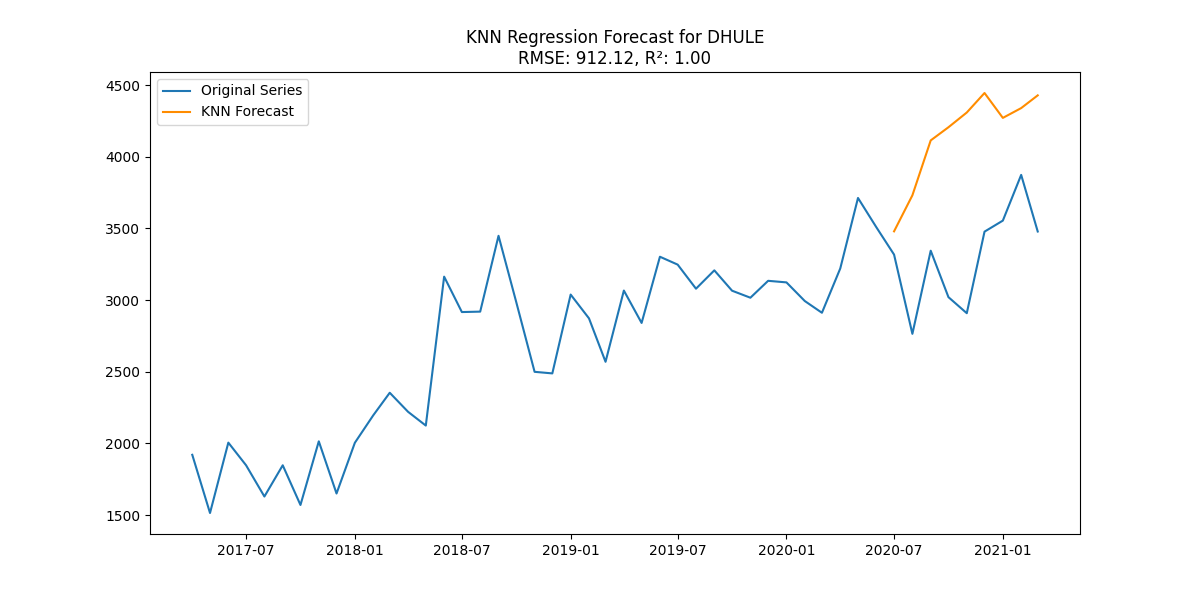 KNN Regression Forecast for DHULE
RMSE: 912.12, R²: 1.00
Original Series
KNN Forecast
4500
4000
3500
3000
2500
2000
1500
2017-07 2018-01 2018-07 2019-01 2019-07 2020-01 2020-07 2021-01